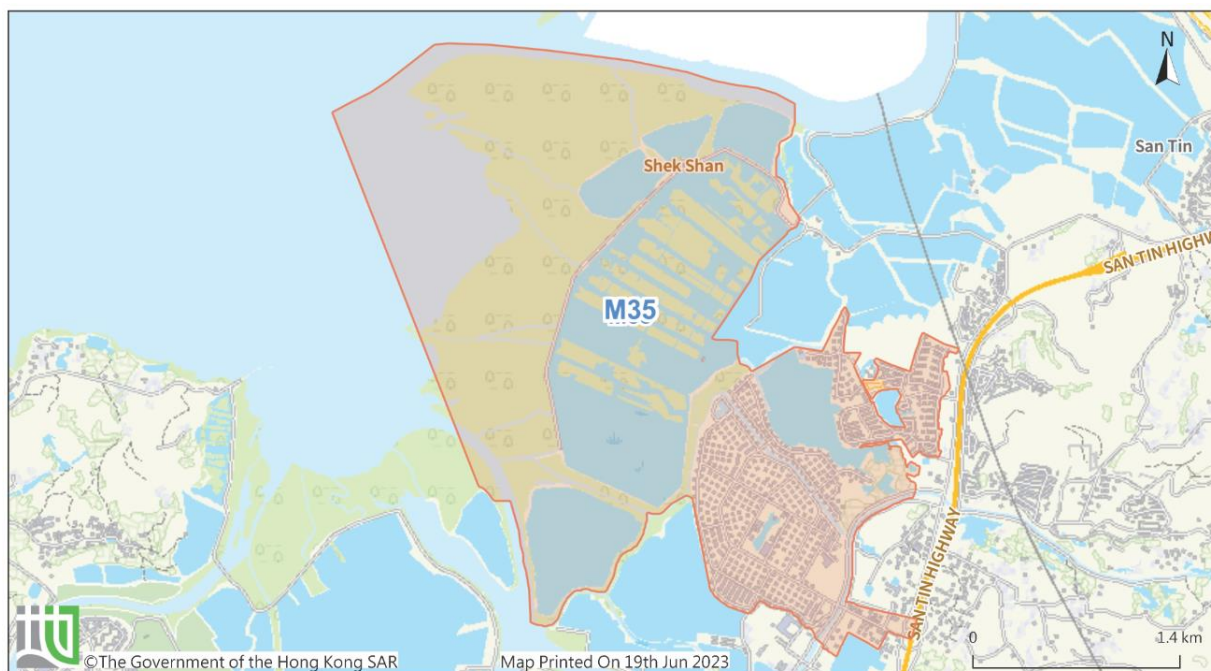 N
San Tin
Shek Shan
SAN TIN HIGHW
M35
SAN TIN HIGHWAY
0
1.4 km
©The Government of the Hong Kong SAR
Map Printed On 19th Jun 2023